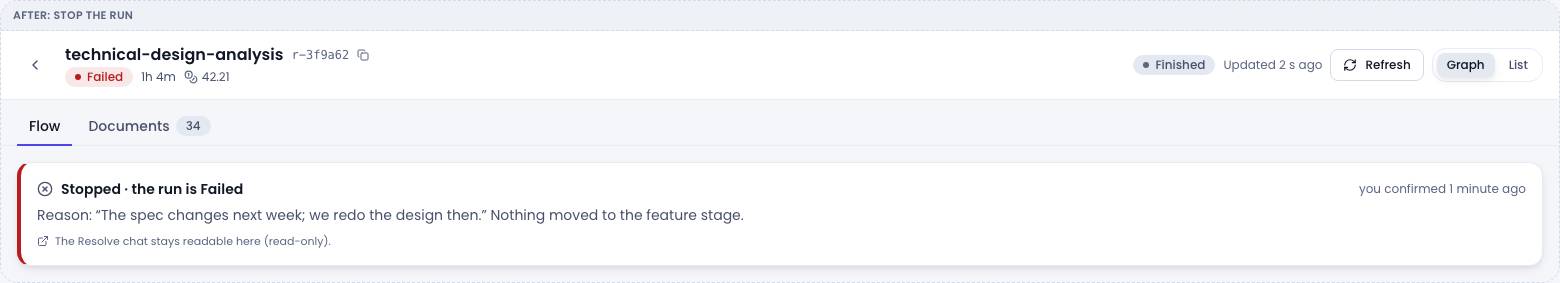 AFTER: STOP THE RUN
technical-design-analysis r-3f9a62
Failed 1h 4m 42.21
Finished Updated 2 s ago Refresh Graph List
Flow Documents 34
Stopped · the run is Failed you confirmed 1 minute ago
Reason: “The spec changes next week; we redo the design then.” Nothing moved to the feature stage.
The Resolve chat stays readable here (read-only).